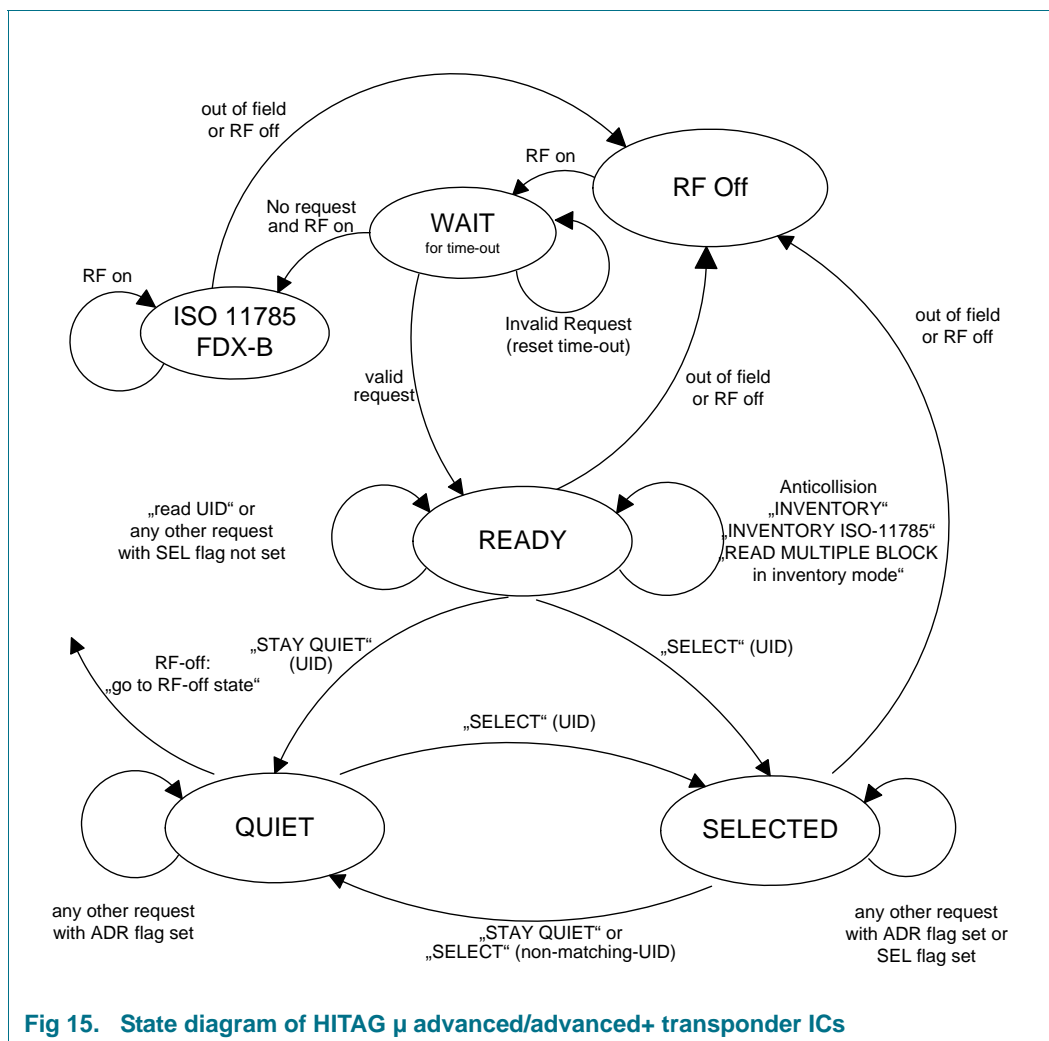 out of field
or RF off
RF on
RF Off
No request
and RF on
WAIT
for time-out
RF on
ISO 11785
FDX-B
Invalid Request
(reset time-out)
out of field
or RF off
valid
request
out of field
or RF off
„read UID“ or
any other request
with SEL flag not set
READY
Anticollision
„INVENTORY“
„INVENTORY ISO-11785“
„READ MULTIPLE BLOCK
in inventory mode“
„STAY QUIET“
(UID)
„SELECT“ (UID)
RF-off:
„go to RF-off state“
„SELECT“ (UID)
QUIET
SELECTED
any other request
with ADR flag set
„STAY QUIET“ or
„SELECT“ (non-matching-UID)
any other request
with ADR flag set or
SEL flag set
Fig 15. State diagram of HITAG µ advanced/advanced+ transponder ICs